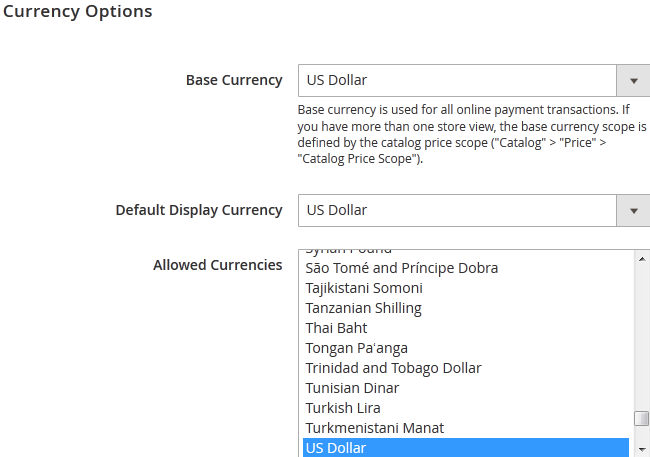 Currency Options
Base Currency
US Dollar
Base currency is used for all online payment transactions. If
you have more than one store view, the base currency scope is
defined by the catalog price scope ("Catalog" > "Price" >
"Catalog Price Scope").
Default Display Currency
US Dollar
Allowed Currencies
Syrian Pound
São Tomé and Príncipe Dobra
Tajikistani Somoni
Tanzanian Shilling
Thai Baht
Tongan Paʻanga
Trinidad and Tobago Dollar
Tunisian Dinar
Turkish Lira
Turkmenistani Manat
US Dollar